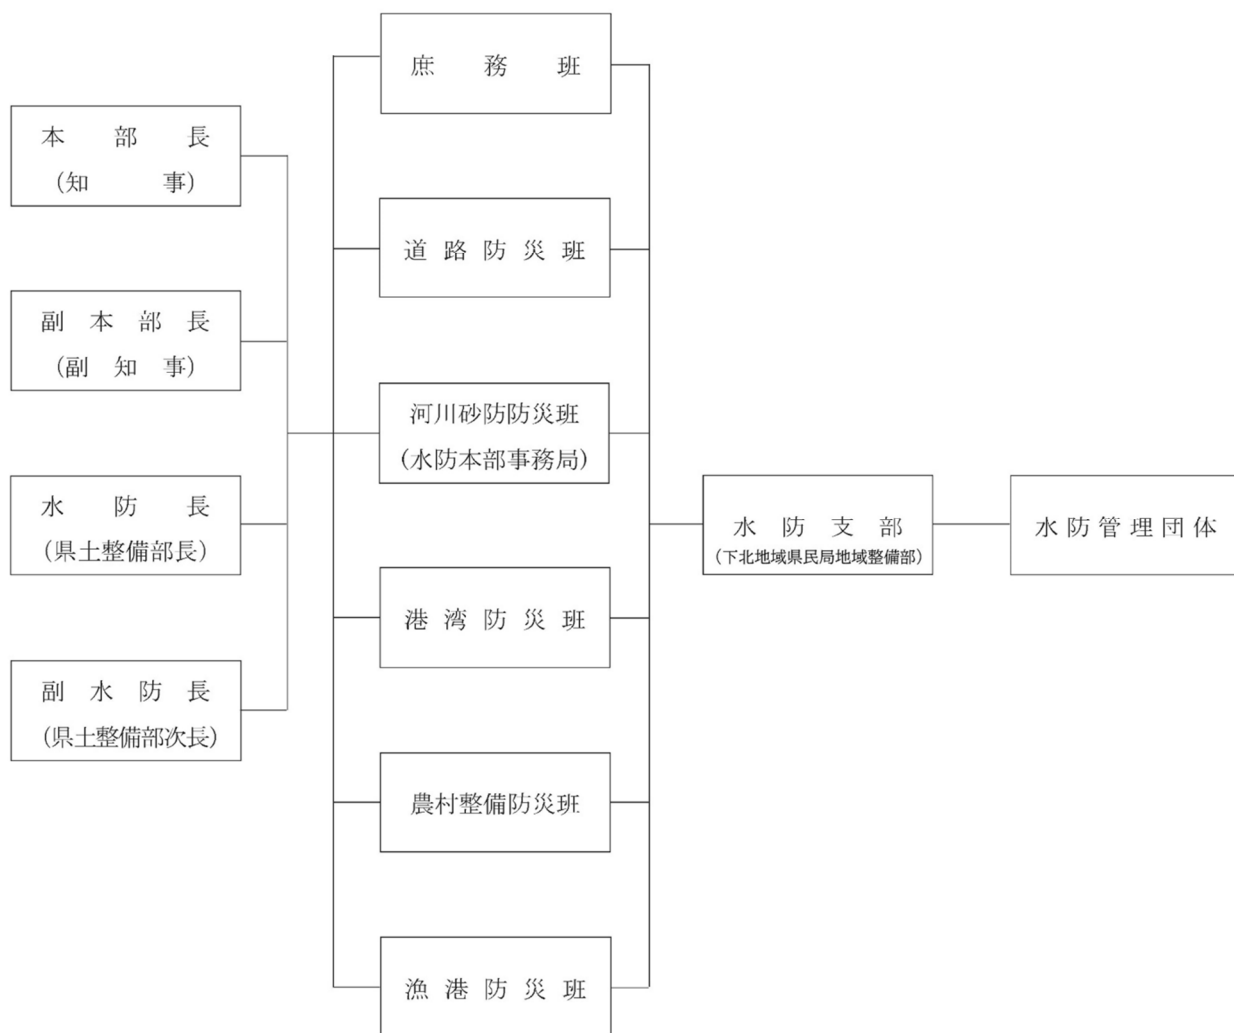 本部長
(知事)
副本部長
(副知事)
水防長
(県土整備部長)
副水防長
(県土整備部次長)
庶務班
道路防災班
河川砂防防災班
(水防本部事務局)
港湾防災班
農村整備防災班
漁港防災班
水防支部
(下北地域県民局地域整備部)
水防管理団体